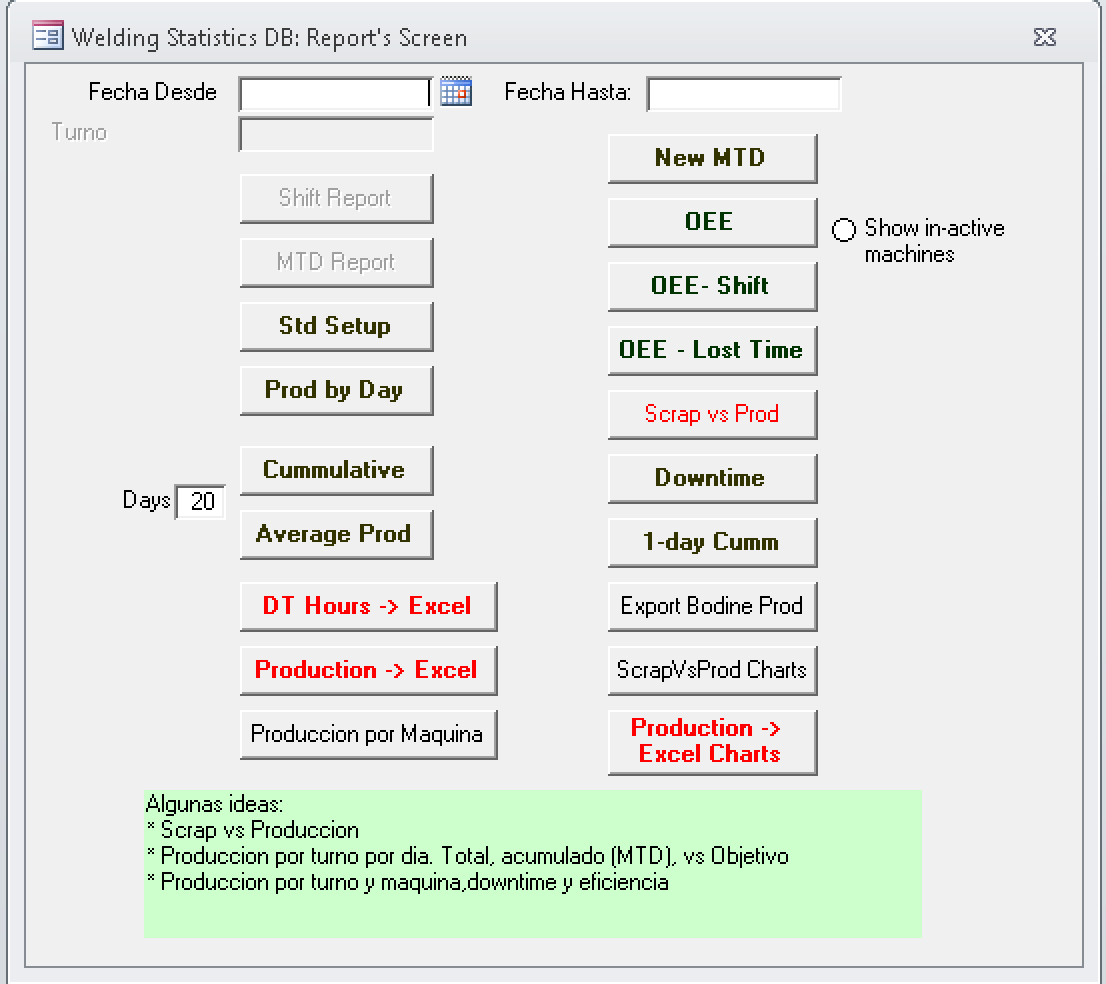 Welding Statistics DB: Report's Screen
Fecha Desde
Fecha Hasta:
Turno
New MTD
Shift Report
OEE
Show in-active
machines
MTD Report
OEE- Shift
Std Setup
OEE - Lost Time
Prod by Day
Scrap vs Prod
Cummulative
Downtime
Days 20
Average Prod
1-day Cumm
DT Hours -> Excel
Export Bodine Prod
Production -> Excel
ScrapVsProd Charts
Produccion por Maquina
Production ->
Excel Charts
Algunas ideas:
* Scrap vs Produccion
* Produccion por turno por dia. Total, acumulado (MTD), vs Objetivo
* Produccion por turno y maquina,downtime y eficiencia